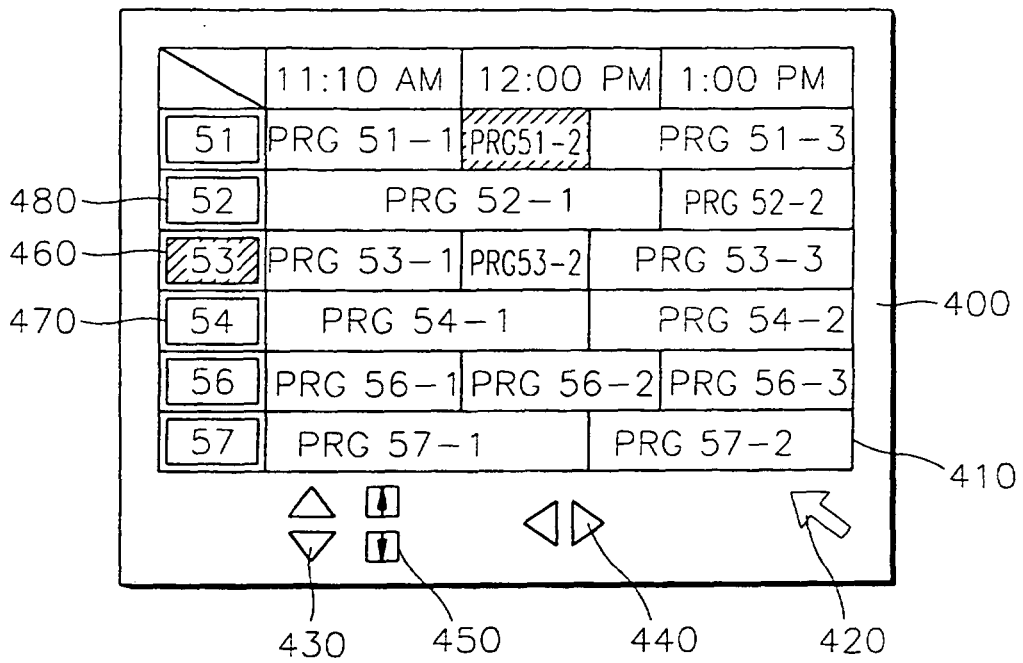 11:10 AM 12:00 PM 1:00 PM
51 PRG 51-1 PRG51-2 PRG 51-3
480 52 PRG 52-1 PRG 52-2
460 53 PRG 53-1 PRG53-2 PRG 53-3
470 54 PRG 54-1 PRG 54-2 400
56 PRG 56-1 PRG 56-2 PRG 56-3
57 PRG 57-1 PRG 57-2
410
430 450 440 420